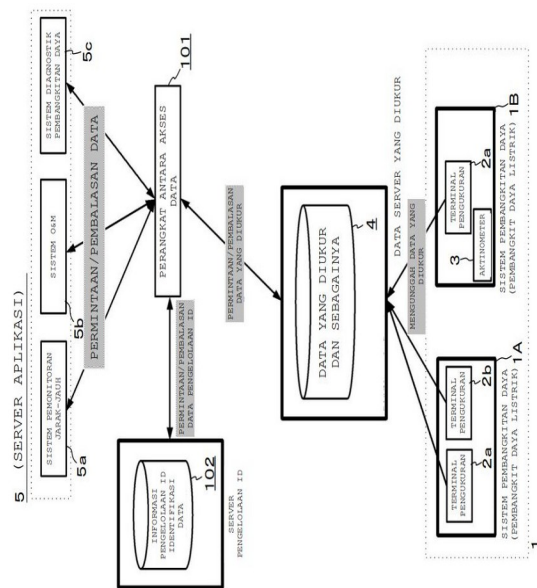 5 (SERVER APLIKASI)
SISTEM PEMONITORAN
JARAK-JAUH
5a
SISTEM O&M
5b
SISTEM DIAGNOSTIK
PEMBANGKITAN DAYA
5c
PERMINTAAN/PEMBALASAN DATA
INFORMASI
PENGELOLAAN ID
IDENTIFIKASI
DATA
102
SERVER
PENGELOLAAN ID
PERMINTAAN/PEMBALASAN
DATA PENGELOLAAN ID
PERANGKAT ANTARA AKSES
DATA
101
PERMINTAAN/PEMBALASAN
DATA YANG DIUKUR
DATA YANG DIUKUR
DAN SEBAGAINYA
4
DATA SERVER YANG DIUKUR
MENGUNGGAH DATA YANG
DIUKUR
TERMINAL
PENGUKURAN
2a
TERMINAL
PENGUKURAN
2b
1A
SISTEM PEMBANGKITAN DAYA
(PEMBANGKIT DAYA LISTRIK)
3
AKTINOMETER
TERMINAL
PENGUKURAN
2a
1B
SISTEM PEMBANGKITAN DAYA
(PEMBANGKIT DAYA LISTRIK)
1